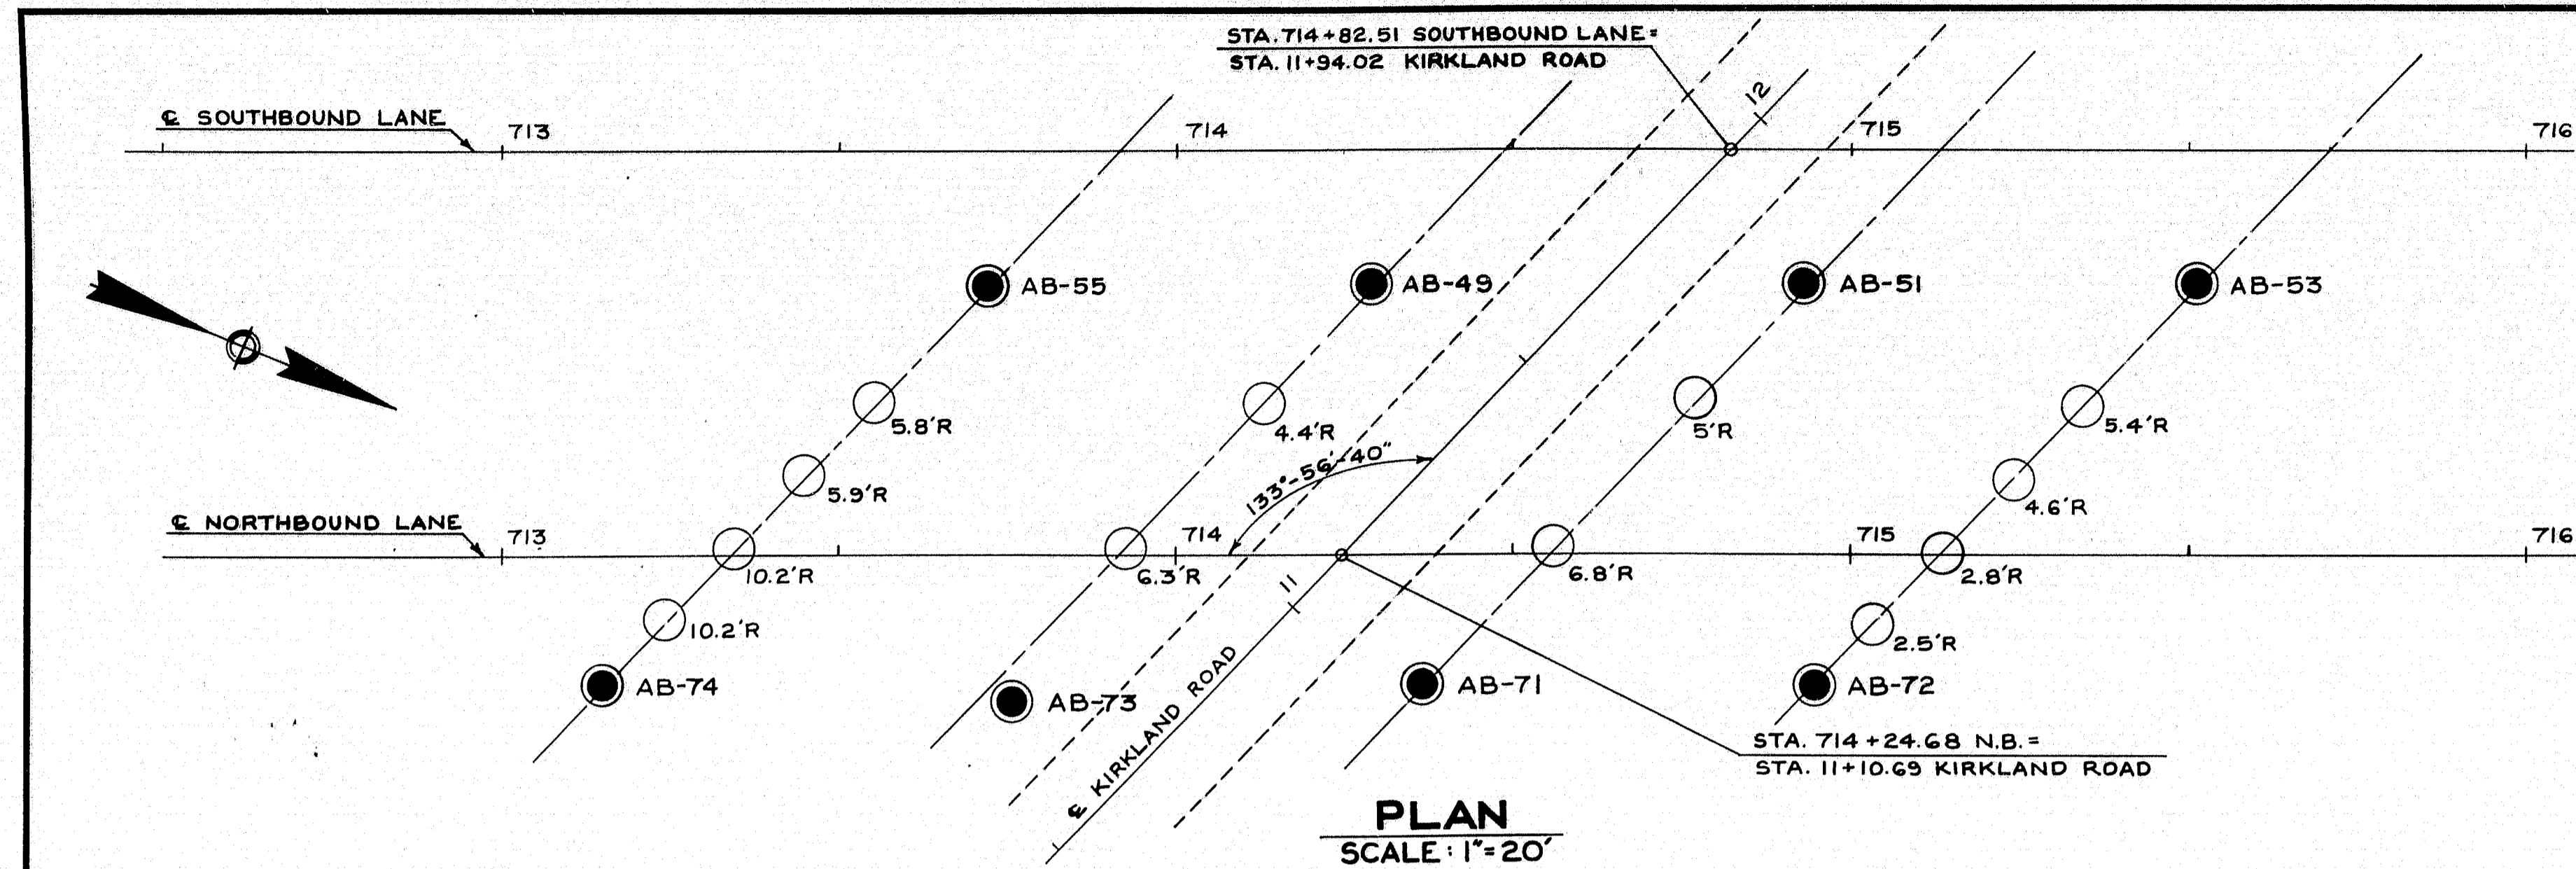 STA. 714+82.51 SOUTHBOUND LANE=
STA. 11+94.02 KIRKLAND ROAD
℄ SOUTHBOUND LANE
713
714
12
715
716
AB-55
AB-49
AB-51
AB-53
5.8'R
4.4'R
5'R
5.4'R
133°-56'-40"
5.9'R
4.6'R
℄ NORTHBOUND LANE
713
714
715
716
10.2'R
6.3'R
11
6.8'R
2.8'R
10.2'R
2.5'R
AB-74
AB-73
℄ KIRKLAND ROAD
AB-71
AB-72
STA. 714+24.68 N.B.=
STA. 11+10.69 KIRKLAND ROAD
PLAN
SCALE: 1"=20'